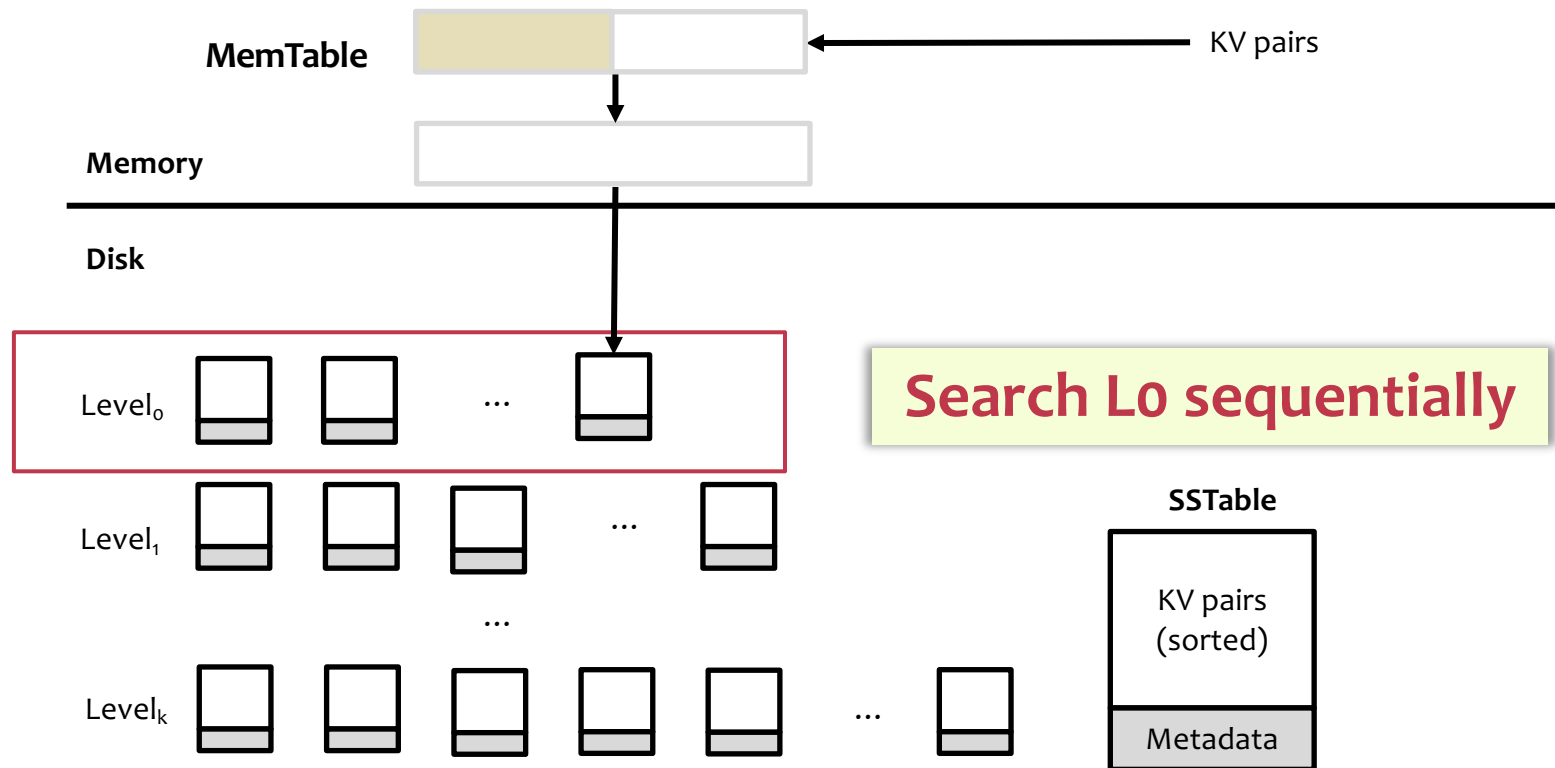 MemTable
KV pairs
Memory
Disk
Level₀
...
Search L0 sequentially
Level₁
...
SSTable
KV pairs
(sorted)
...
Levelₖ
...
Metadata